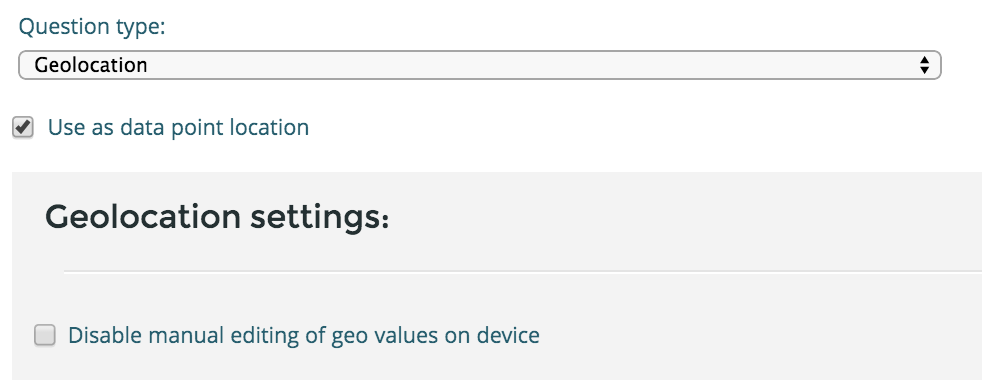 Question type:
Geolocation
Use as data point location
Geolocation settings:
Disable manual editing of geo values on device